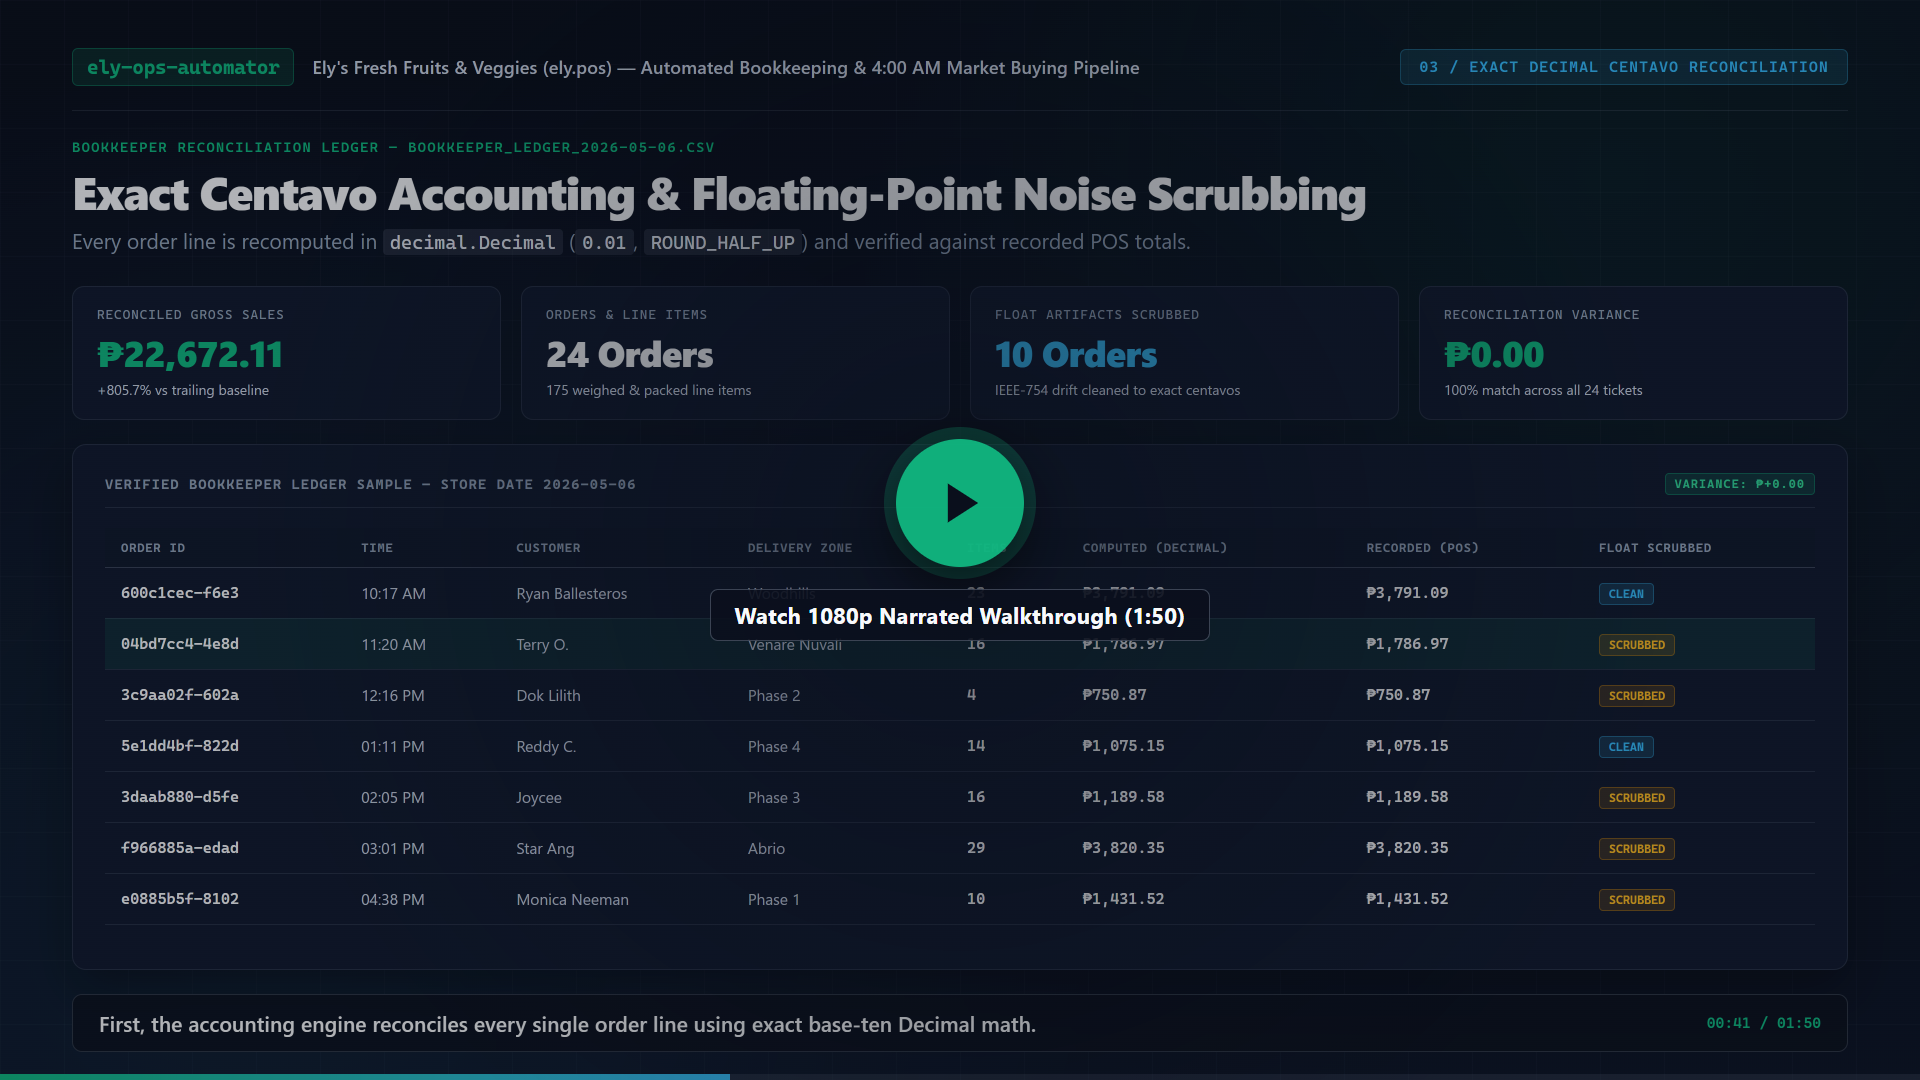 ely-ops-automator
Ely's Fresh Fruits & Veggies (ely.pos) — Automated Bookkeeping & 4:00 AM Market Buying Pipeline
03 / EXACT DECIMAL CENTAVO RECONCILIATION
BOOKKEEPER RECONCILIATION LEDGER — BOOKKEEPER_LEDGER_2026-05-06.CSV
Exact Centavo Accounting & Floating-Point Noise Scrubbing
Every order line is recomputed in decimal.Decimal (0.01, ROUND_HALF_UP) and verified against recorded POS totals.
RECONCILED GROSS SALES
₱22,672.11
+805.7% vs trailing baseline
ORDERS & LINE ITEMS
24 Orders
175 weighed & packed line items
FLOAT ARTIFACTS SCRUBBED
10 Orders
IEEE-754 drift cleaned to exact centavos
RECONCILIATION VARIANCE
₱0.00
100% match across all 24 tickets
VERIFIED BOOKKEEPER LEDGER SAMPLE — STORE DATE 2026-05-06
VARIANCE: ₱+0.00
ORDER ID TIME CUSTOMER DELIVERY ZONE COMPUTED (DECIMAL) RECORDED (POS) FLOAT SCRUBBED
600c1cec-f6e3 10:17 AM Ryan Ballesteros Woodhills 23 ₱3,791.09 ₱3,791.09 CLEAN
Watch 1080p Narrated Walkthrough (1:50)
04bd7cc4-4e8d 11:20 AM Terry O. Venare Nuvali 16 ₱1,786.97 ₱1,786.97 SCRUBBED
3c9aa02f-602a 12:16 PM Dok Lilith Phase 2 4 ₱750.87 ₱750.87 SCRUBBED
5e1dd4bf-822d 01:11 PM Reddy C. Phase 4 14 ₱1,075.15 ₱1,075.15 CLEAN
3daab880-d5fe 02:05 PM Joycee Phase 3 16 ₱1,189.58 ₱1,189.58 SCRUBBED
f966885a-edad 03:01 PM Star Ang Abrio 29 ₱3,820.35 ₱3,820.35 SCRUBBED
e0885b5f-8102 04:38 PM Monica Neeman Phase 1 10 ₱1,431.52 ₱1,431.52 SCRUBBED
First, the accounting engine reconciles every single order line using exact base-ten Decimal math.
00:41 / 01:50